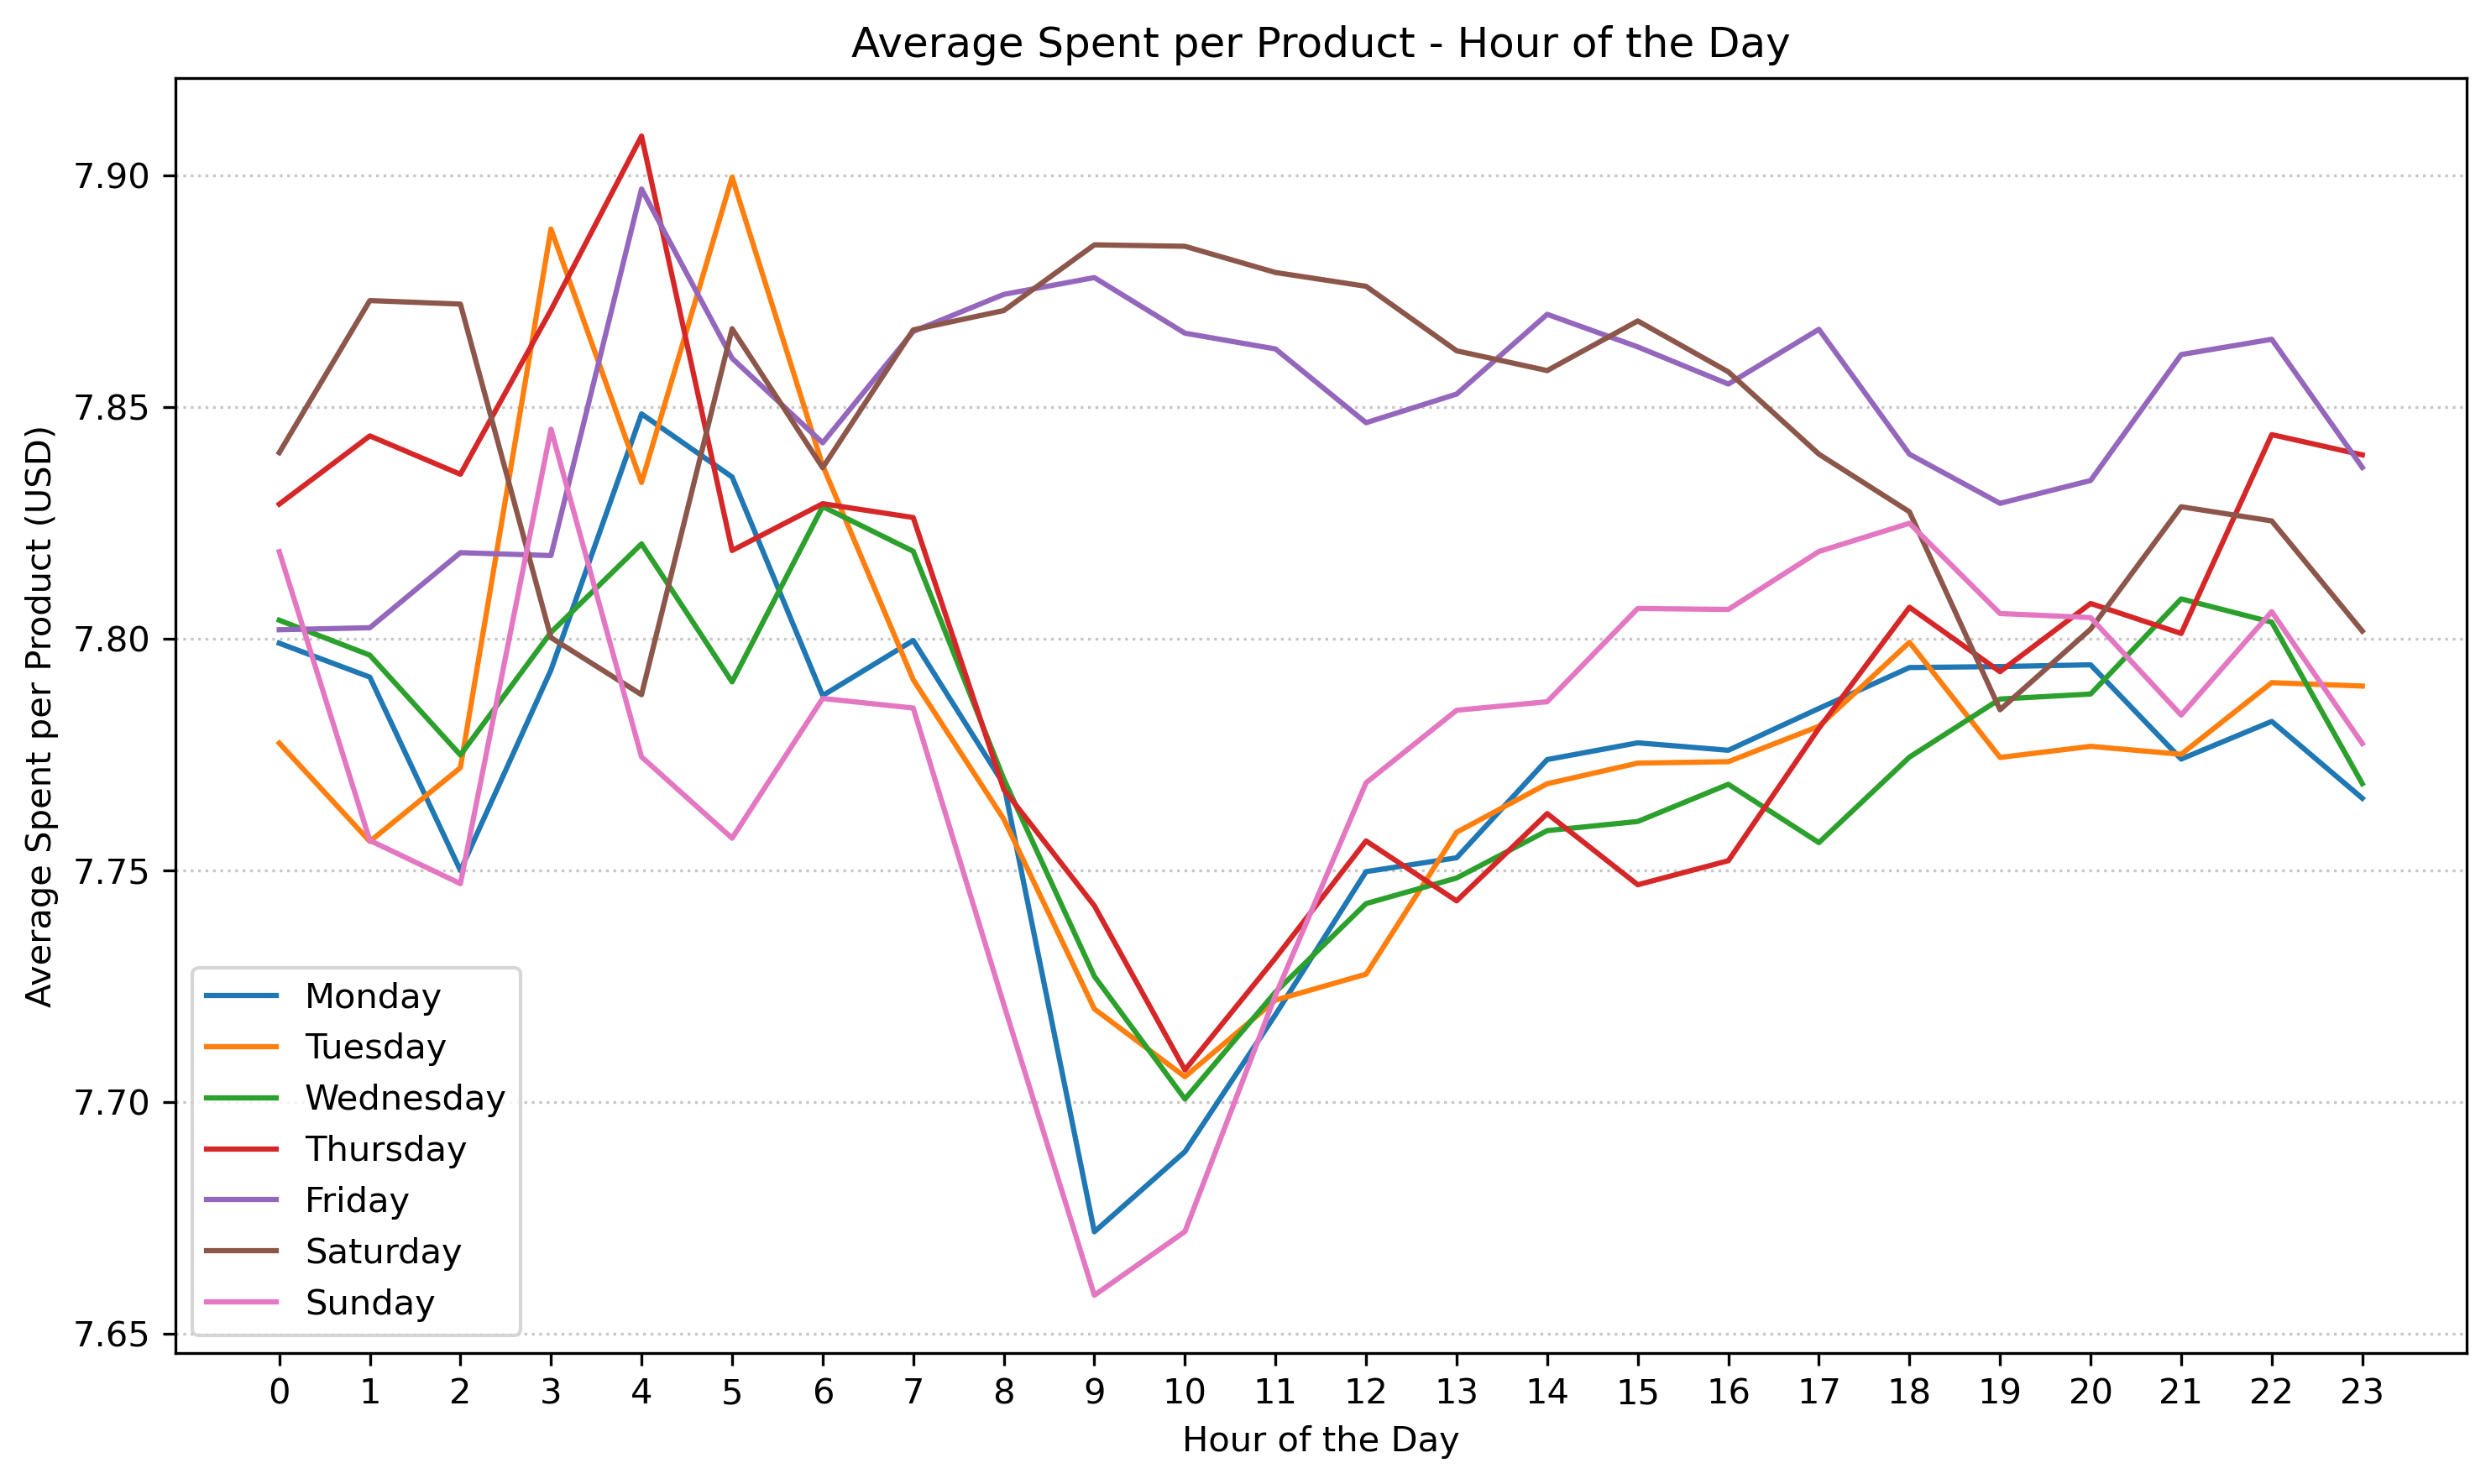 Average Spent per Product - Hour of the Day
Average Spent per Product (USD)
7.90
7.85
7.80
7.75
7.70
7.65
Monday
Tuesday
Wednesday
Thursday
Friday
Saturday
Sunday
0 1 2 3 4 5 6 7 8 9 10 11 12 13 14 15 16 17 18 19 20 21 22 23
Hour of the Day